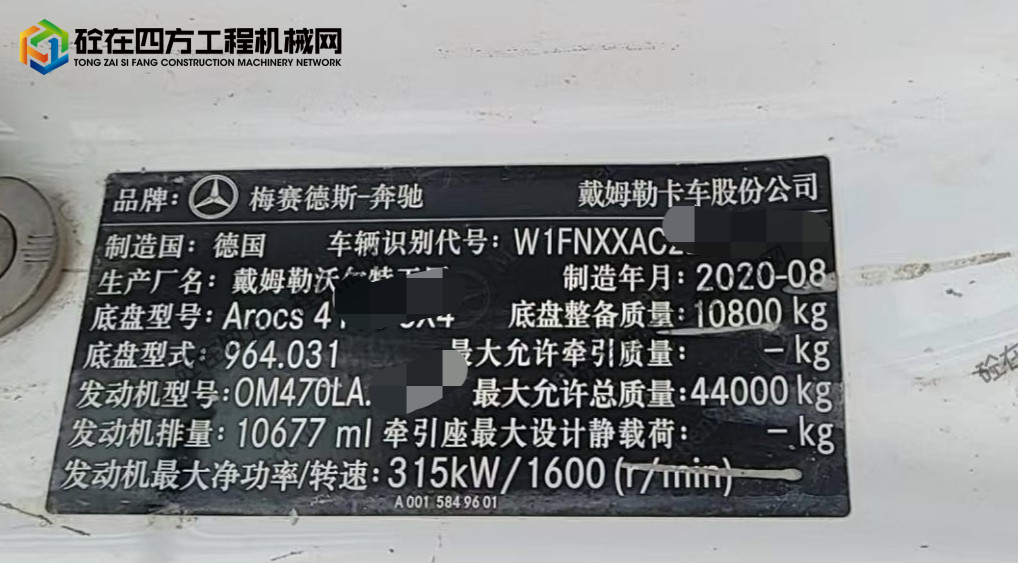 砼在四方工程机械网
TONG ZAI SI FANG CONSTRUCTION MACHINERY NETWORK
品牌: 梅赛德斯-奔驰 戴姆勒卡车股份公司
制造国: 德国 车辆识别代号: W1FNXXAC
生产厂名: 戴姆勒沃 制造年月: 2020-08
底盘型号: Arocs 4 X4 底盘整备质量: 10800 kg
底盘型式: 964.031 最大允许牵引质量: -kg
发动机型号: OM470LA. 最大允许总质量: 44000 kg
发动机排量: 10677 ml 牵引座最大设计静载荷: -kg
发动机最大净功率/转速: 315kW/1600 (r/min)
A 001 584 96 01
砼在